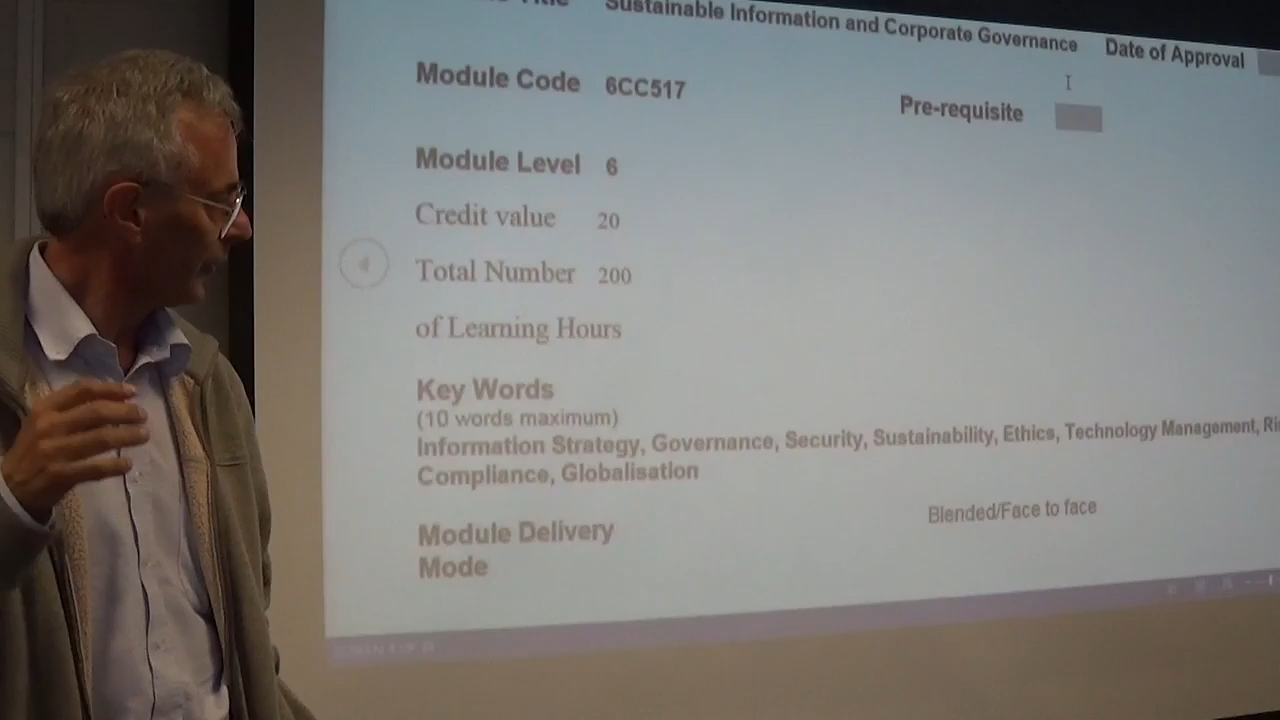 Title Sustainable Information and Corporate Governance Date of Approval
Module Code 6CC517
Pre-requisite
Module Level 6
Credit value 20
Total Number 200
of Learning Hours
Key Words
(10 words maximum)
Information Strategy, Governance, Security, Sustainability, Ethics, Technology Management,
Compliance, Globalisation
Module Delivery Blended/Face to face
Mode